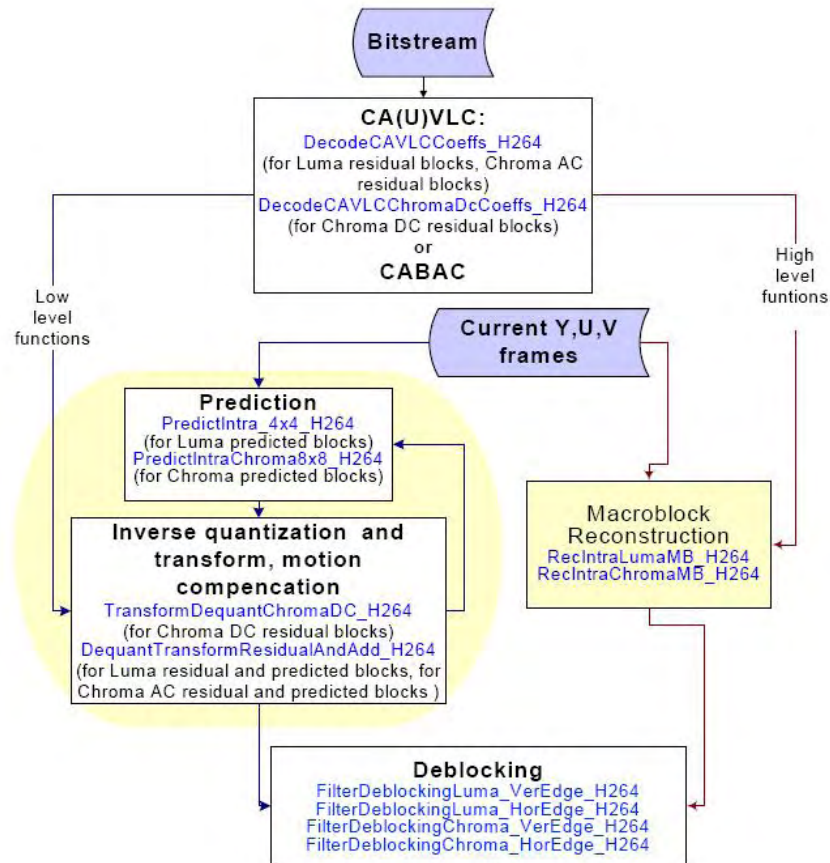 Bitstream
CA(U)VLC:
DecodeCAVLCCoeffs_H264
(for Luma residual blocks, Chroma AC
residual blocks)
DecodeCAVLCChromaDcCoeffs_H264
(for Chroma DC residual blocks)
or
CABAC
Low
level
functions
High
level
funtions
Current Y,U,V
frames
Prediction
PredictIntra_4x4_H264
(for Luma predicted blocks)
PredictIntraChroma8x8_H264
(for Chroma predicted blocks)
Inverse quantization and
transform, motion
compencation
TransformDequantChromaDC_H264
(for Chroma DC residual blocks)
DequantTransformResidualAndAdd_H264
(for Luma residual and predicted blocks, for
Chroma AC residual and predicted blocks )
Macroblock
Reconstruction
RecIntraLumaMB_H264
RecIntraChromaMB_H264
Deblocking
FilterDeblockingLuma_VerEdge_H264
FilterDeblockingLuma_HorEdge_H264
FilterDeblockingChroma_VerEdge_H264
FilterDeblockingChroma_HorEdge_H264